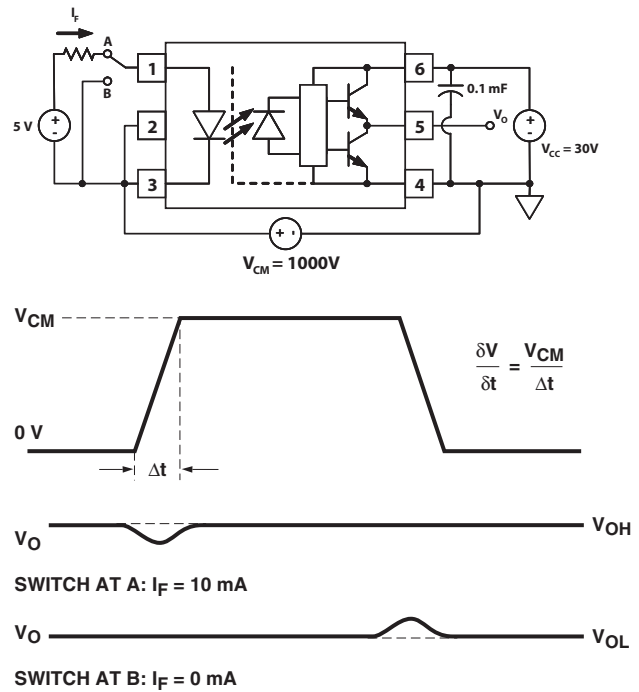 I_F
A
B
1
6
0.1 mF
5 V
+
-
2
5
V_O
+
-
V_CC = 30V
3
4
+ -
V_CM = 1000V
V_CM
δV/δt = V_CM/Δt
0 V
Δt
V_O
V_OH
SWITCH AT A: I_F = 10 mA
V_O
V_OL
SWITCH AT B: I_F = 0 mA